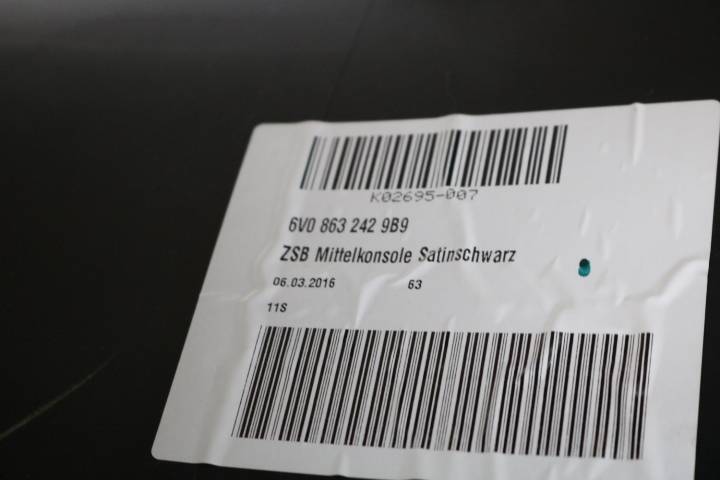 K02695-007
6V0 863 242 9B9
ZSB Mittelkonsole Satinschwarz
06.03.2016 63
11S